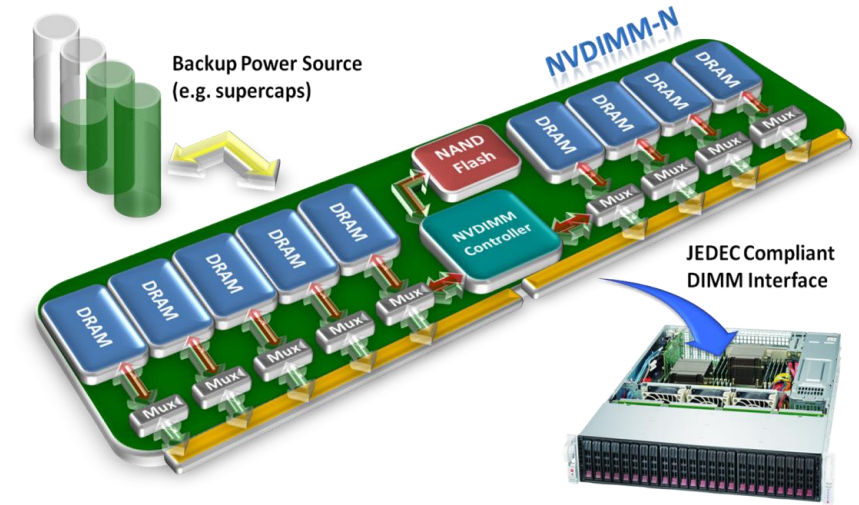 NVDIMM-N
Backup Power Source
(e.g. supercaps)
DRAM
DRAM
DRAM
DRAM
Mux
Mux
Mux
Mux
NAND
Flash
NVDIMM
Controller
DRAM
DRAM
DRAM
DRAM
DRAM
Mux
Mux
Mux
Mux
Mux
JEDEC Compliant
DIMM Interface